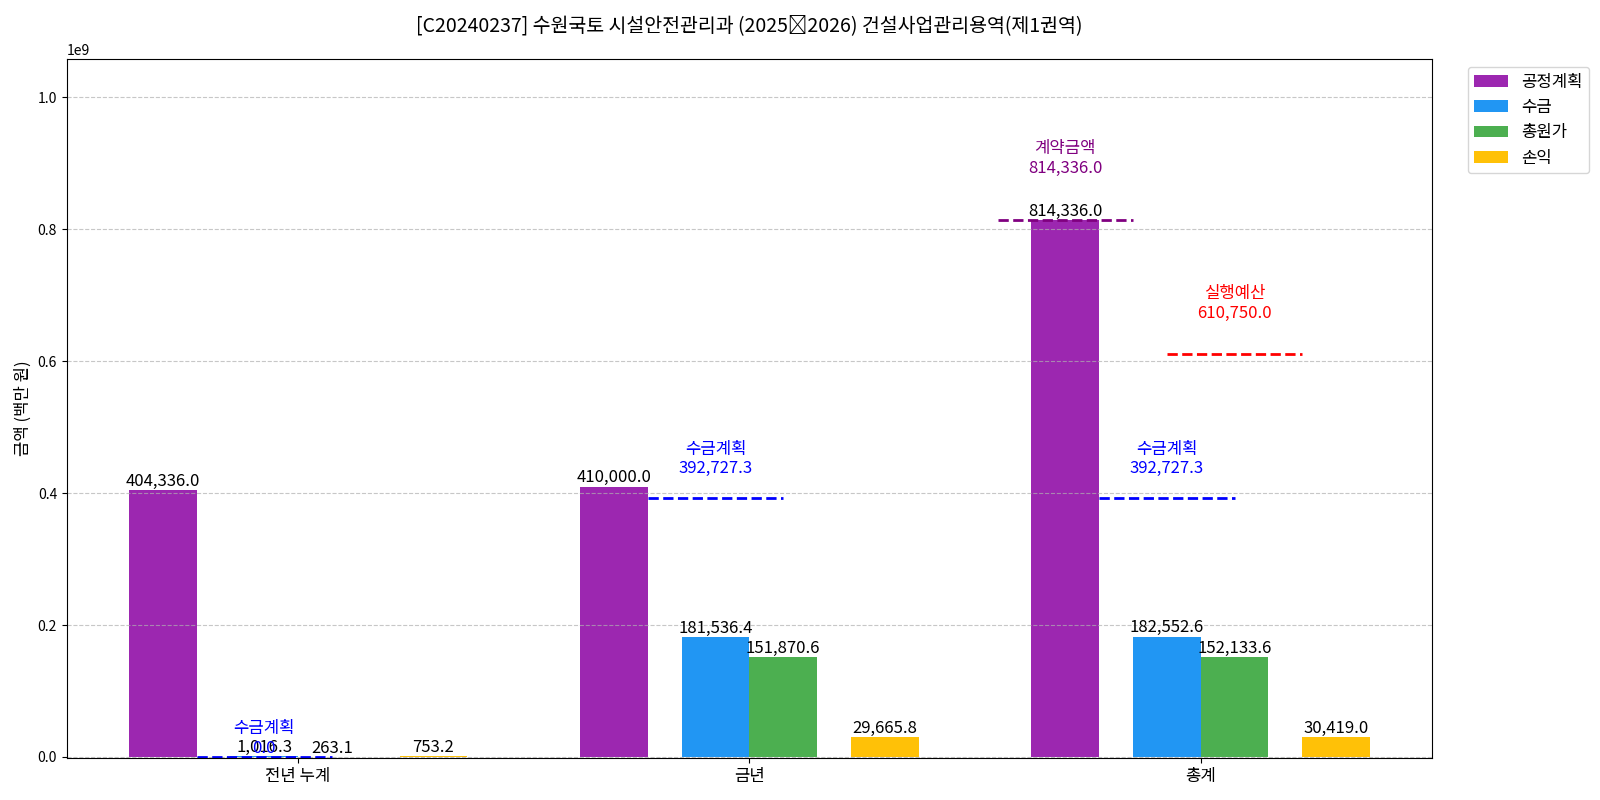 [C20240237] 수원국토 시설안전관리과 (2025▯2026) 건설사업관리용역(제1권역)
1e9
공정계획
수금
총원가
손익
금액 (백만 원)
1.0
0.8
0.6
0.4
0.2
0.0
계약금액
814,336.0
814,336.0
실행예산
610,750.0
수금계획
392,727.3
수금계획
392,727.3
404,336.0
410,000.0
181,536.4
151,870.6
182,552.6
152,133.6
29,665.8
30,419.0
수금계획
0.0
1,016.3
263.1
753.2
전년 누계
금년
총계